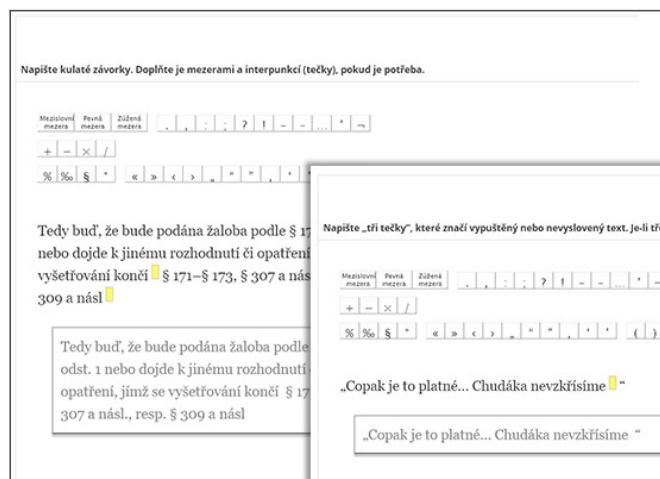 Napište kulaté závorky. Doplňte je mezerami a interpunkcí (tečky), pokud je potřeba.
Mezislovní mezera Pevná mezera Zúžená mezera . , : ; ? ! - – … ' ¬
+ − × /
% ‰ § ° « » ‹ › „ “ ” ‚ ‘
Tedy buď, že bude podána žaloba podle § 17
nebo dojde k jinému rozhodnutí či opatření
vyšetřování končí § 171–§ 173, § 307 a nás
309 a násl
Tedy buď, že bude podána žaloba podle
odst. 1 nebo dojde k jinému rozhodnutí
opatření, jímž se vyšetřování končí § 17
307 a násl., resp. § 309 a násl
Napište „tři tečky“, které značí vypuštěný nebo nevyslovený text. Je-li tře
Mezislovní mezera Pevná mezera Zúžená mezera . , : ; ? ! - – … ' ¬
+ − × /
% ‰ § ° « » ‹ › „ “ ” ‚ ‘ ’ ( )
„Copak je to platné… Chudáka nevzkřísíme “
„Copak je to platné… Chudáka nevzkřísíme “